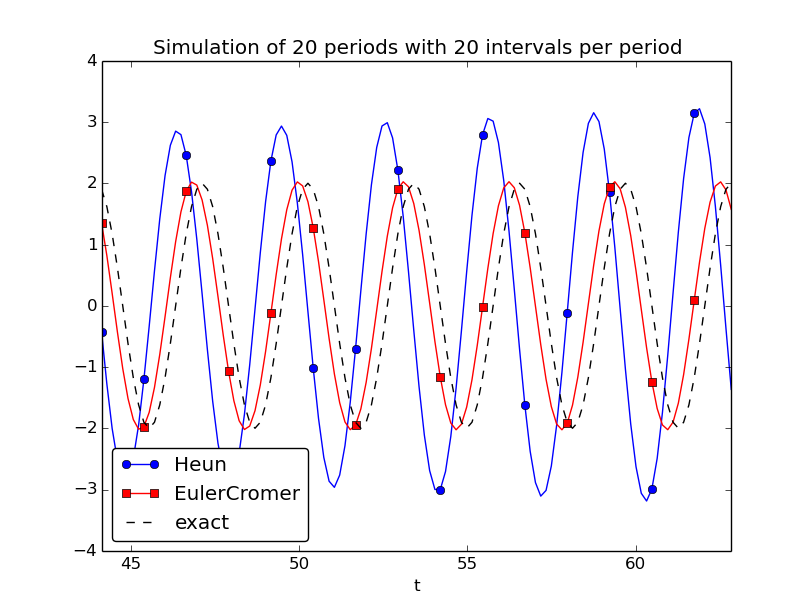 Simulation of 20 periods with 20 intervals per period
4
3
2
1
0
−1
−2
−3
−4
Heun
EulerCromer
exact
45
50
55
60
t